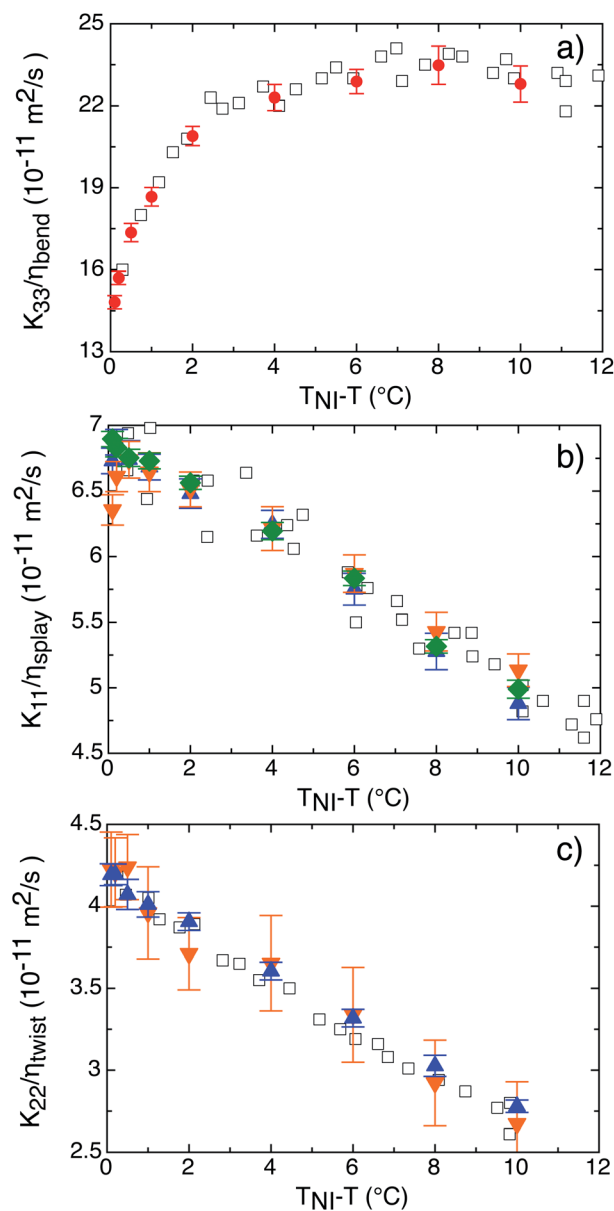 a)
25
22
19
16
13
K33/ηbend (10-11 m2/s)
0 2 4 6 8 10 12
TNI-T (°C)
b)
7
6.5
6
5.5
5
4.5
K11/ηsplay (10-11 m2/s)
0 2 4 6 8 10 12
TNI-T (°C)
c)
4.5
4
3.5
3
2.5
K22/ηtwist (10-11 m2/s)
0 2 4 6 8 10 12
TNI-T (°C)